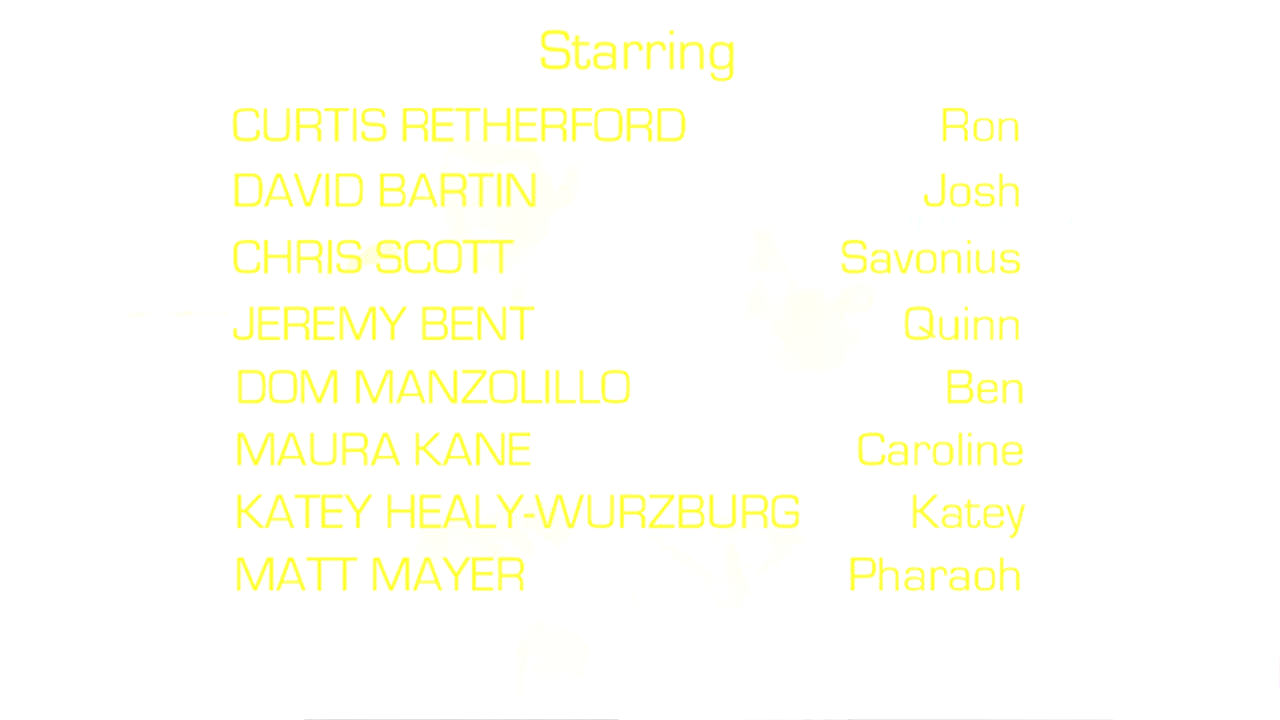 Starring
CURTIS RETHERFORD Ron
DAVID BARTIN Josh
CHRIS SCOTT Savonius
JEREMY BENT Quinn
DOM MANZOLILLO Ben
MAURA KANE Caroline
KATEY HEALY-WURZBURG Katey
MATT MAYER Pharaoh